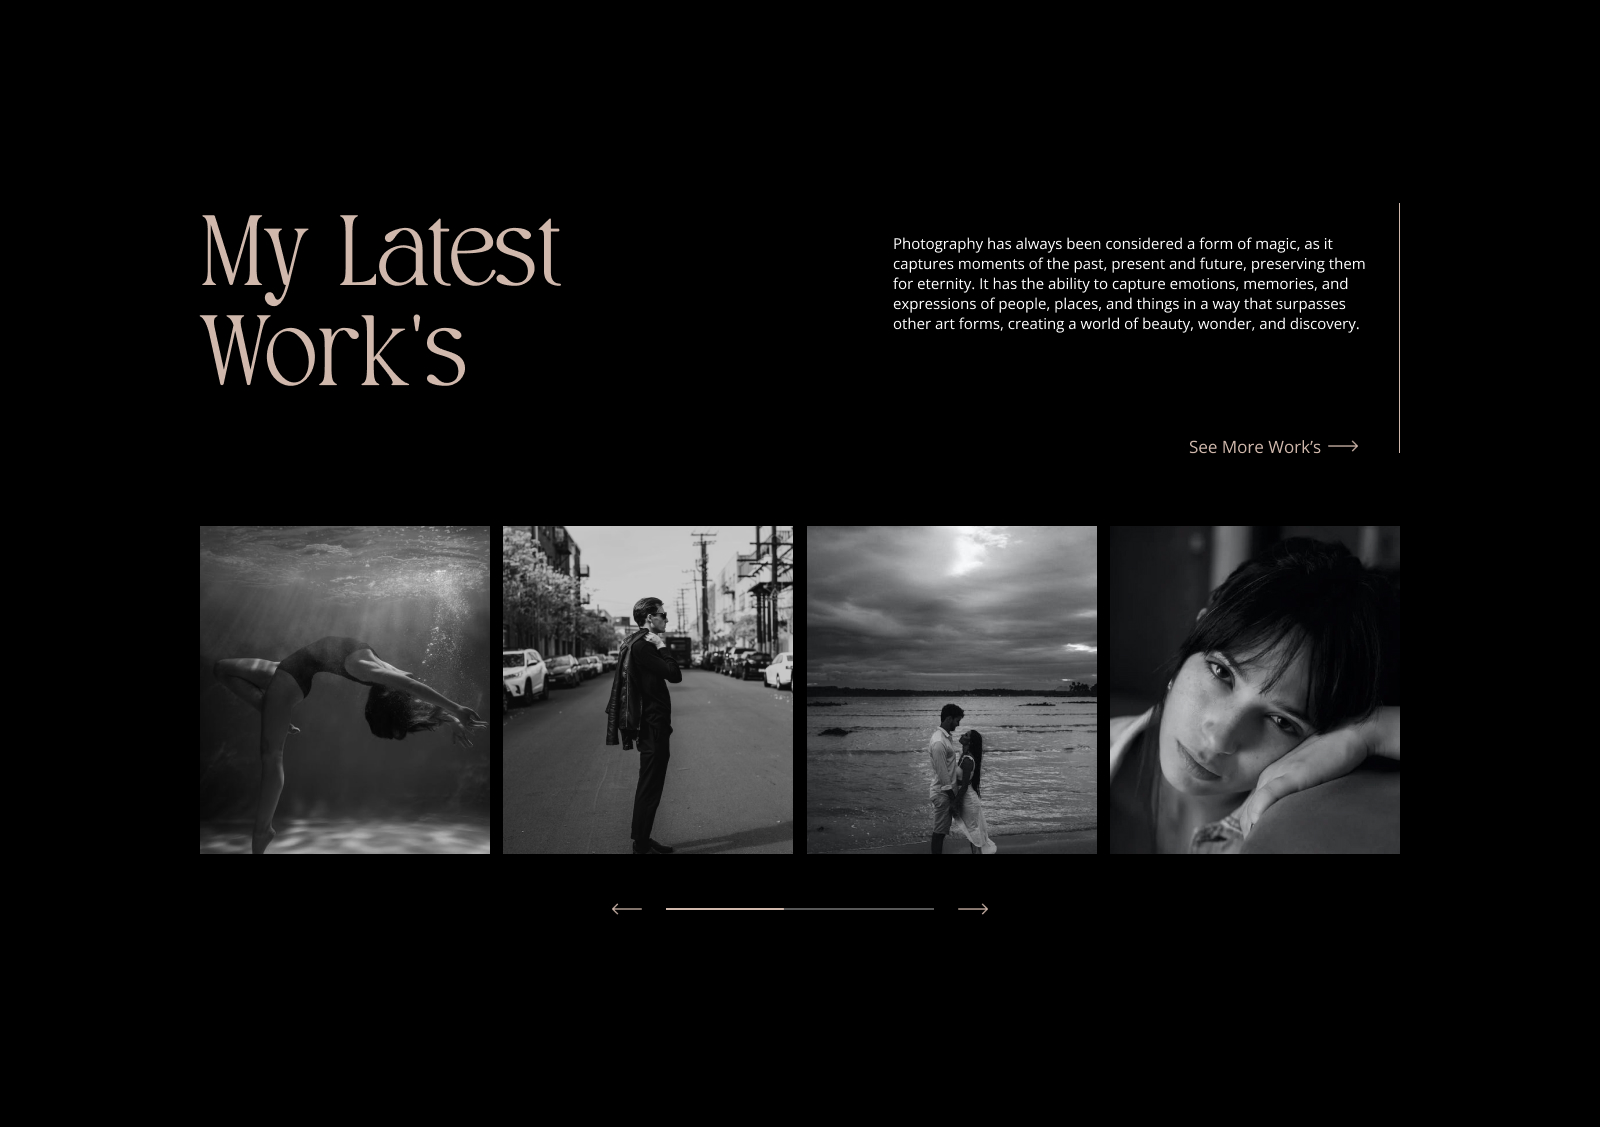 My Latest
Work's
Photography has always been considered a form of magic, as it
captures moments of the past, present and future, preserving them
for eternity. It has the ability to capture emotions, memories, and
expressions of people, places, and things in a way that surpasses
other art forms, creating a world of beauty, wonder, and discovery.
See More Work’s